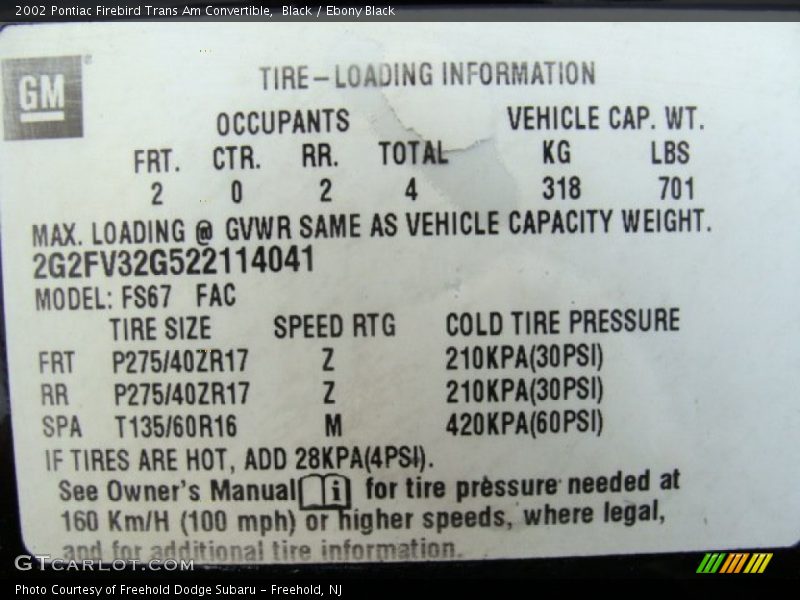 2002 Pontiac Firebird Trans Am Convertible,  Black / Ebony Black
GM
TIRE-LOADING INFORMATION
OCCUPANTS VEHICLE CAP. WT.
FRT. CTR. RR. TOTAL KG LBS
2 0 2 4 318 701
MAX. LOADING @ GVWR SAME AS VEHICLE CAPACITY WEIGHT.
2G2FV32G522114041
MODEL: FS67 FAC
TIRE SIZE SPEED RTG COLD TIRE PRESSURE
FRT P275/40ZR17 Z 210KPA(30PSI)
RR P275/40ZR17 Z 210KPA(30PSI)
SPA T135/60R16 M 420KPA(60PSI)
IF TIRES ARE HOT, ADD 28KPA(4PSI).
See Owner's Manual i for tire pressure needed at
160 Km/H (100 mph) or higher speeds, where legal,
and for additional tire information.
GTCARLOT.COM
Photo Courtesy of Freehold Dodge Subaru - Freehold, NJ